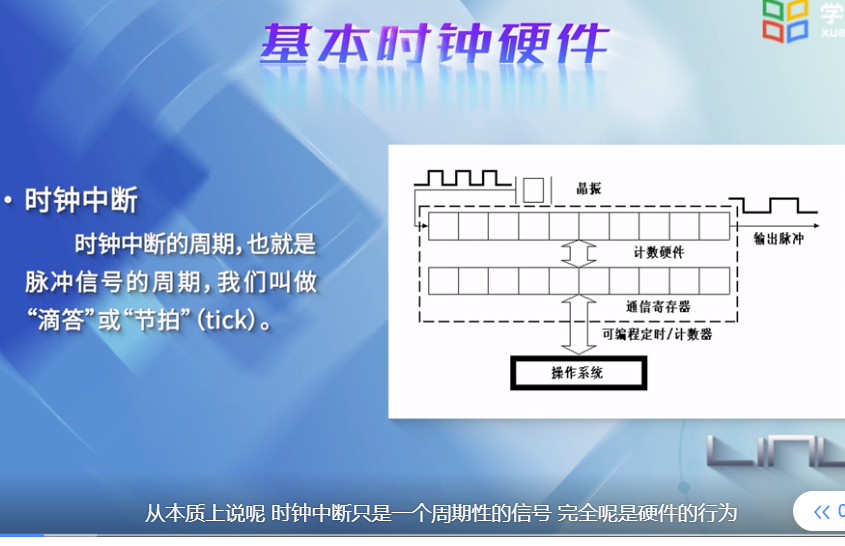 基本时钟硬件
学
xue
• 时钟中断
时钟中断的周期，也就是
脉冲信号的周期，我们叫做
“滴答”或“节拍”（tick）。
晶振
输出脉冲
计数硬件
通信寄存器
可编程定时/计数器
操作系统
从本质上说呢 时钟中断只是一个周期性的信号 完全呢是硬件的行为